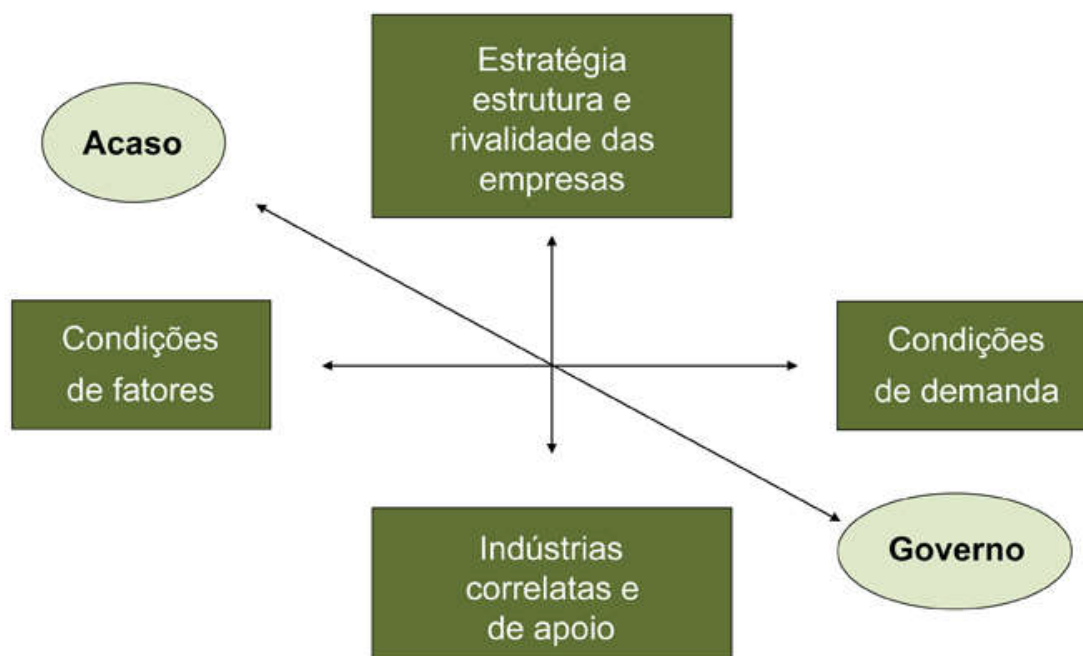 Estratégia
estrutura e
rivalidade das
empresas
Acaso
Condições
de fatores
Condições
de demanda
Indústrias
correlatas e
de apoio
Governo